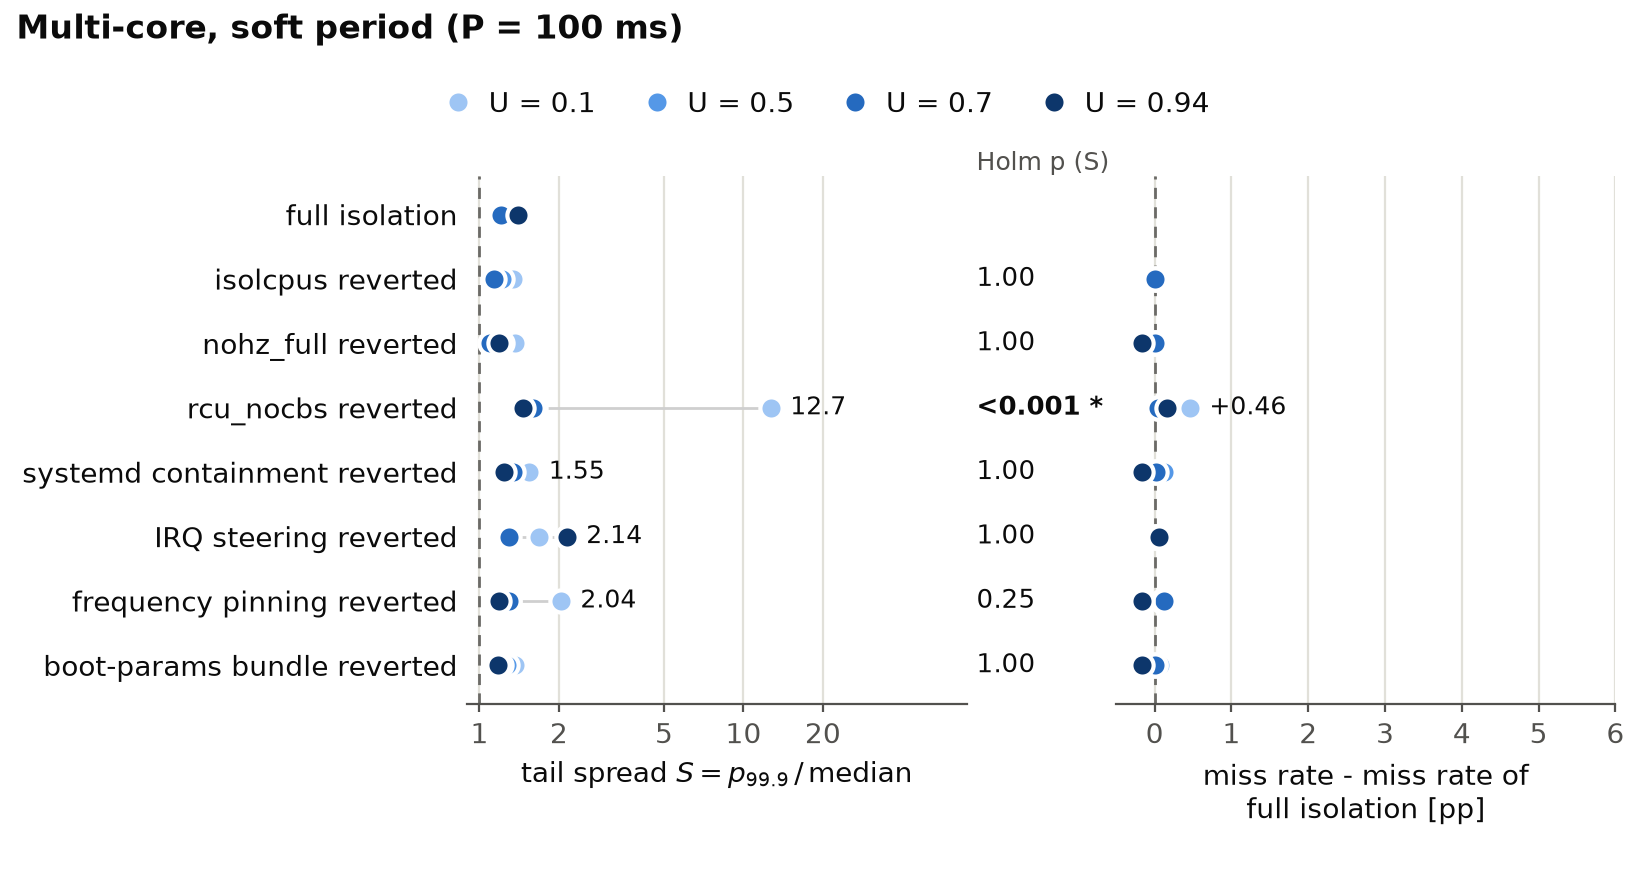 Multi-core, soft period (P = 100 ms)
U = 0.1 U = 0.5 U = 0.7 U = 0.94
Holm p (S)
full isolation
isolcpus reverted 1.00
nohz_full reverted 1.00
rcu_nocbs reverted 12.7 <0.001 * +0.46
systemd containment reverted 1.55 1.00
IRQ steering reverted 2.14 1.00
frequency pinning reverted 2.04 0.25
boot-params bundle reverted 1.00
1 2 5 10 20 0 1 2 3 4 5 6
tail spread S = p99.9 / median
miss rate - miss rate of
full isolation [pp]